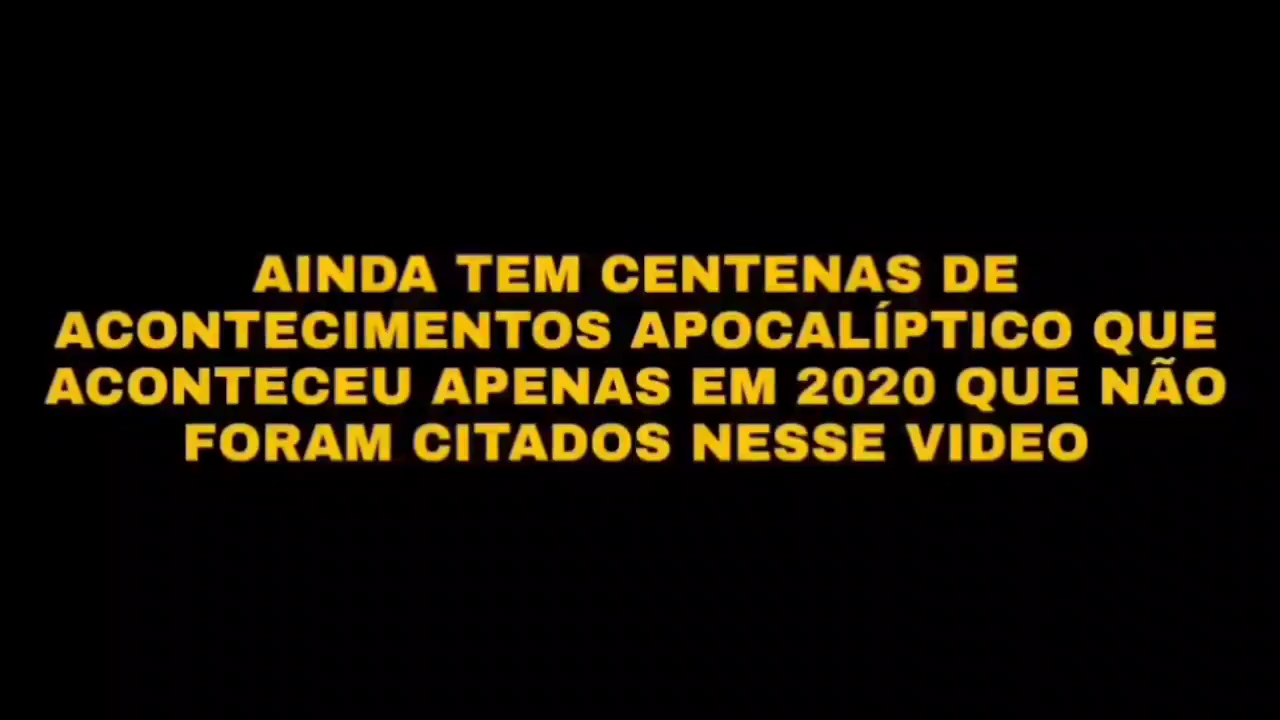 AINDA TEM CENTENAS DE
ACONTECIMENTOS APOCALÍPTICO QUE
ACONTECEU APENAS EM 2020 QUE NÃO
FORAM CITADOS NESSE VIDEO